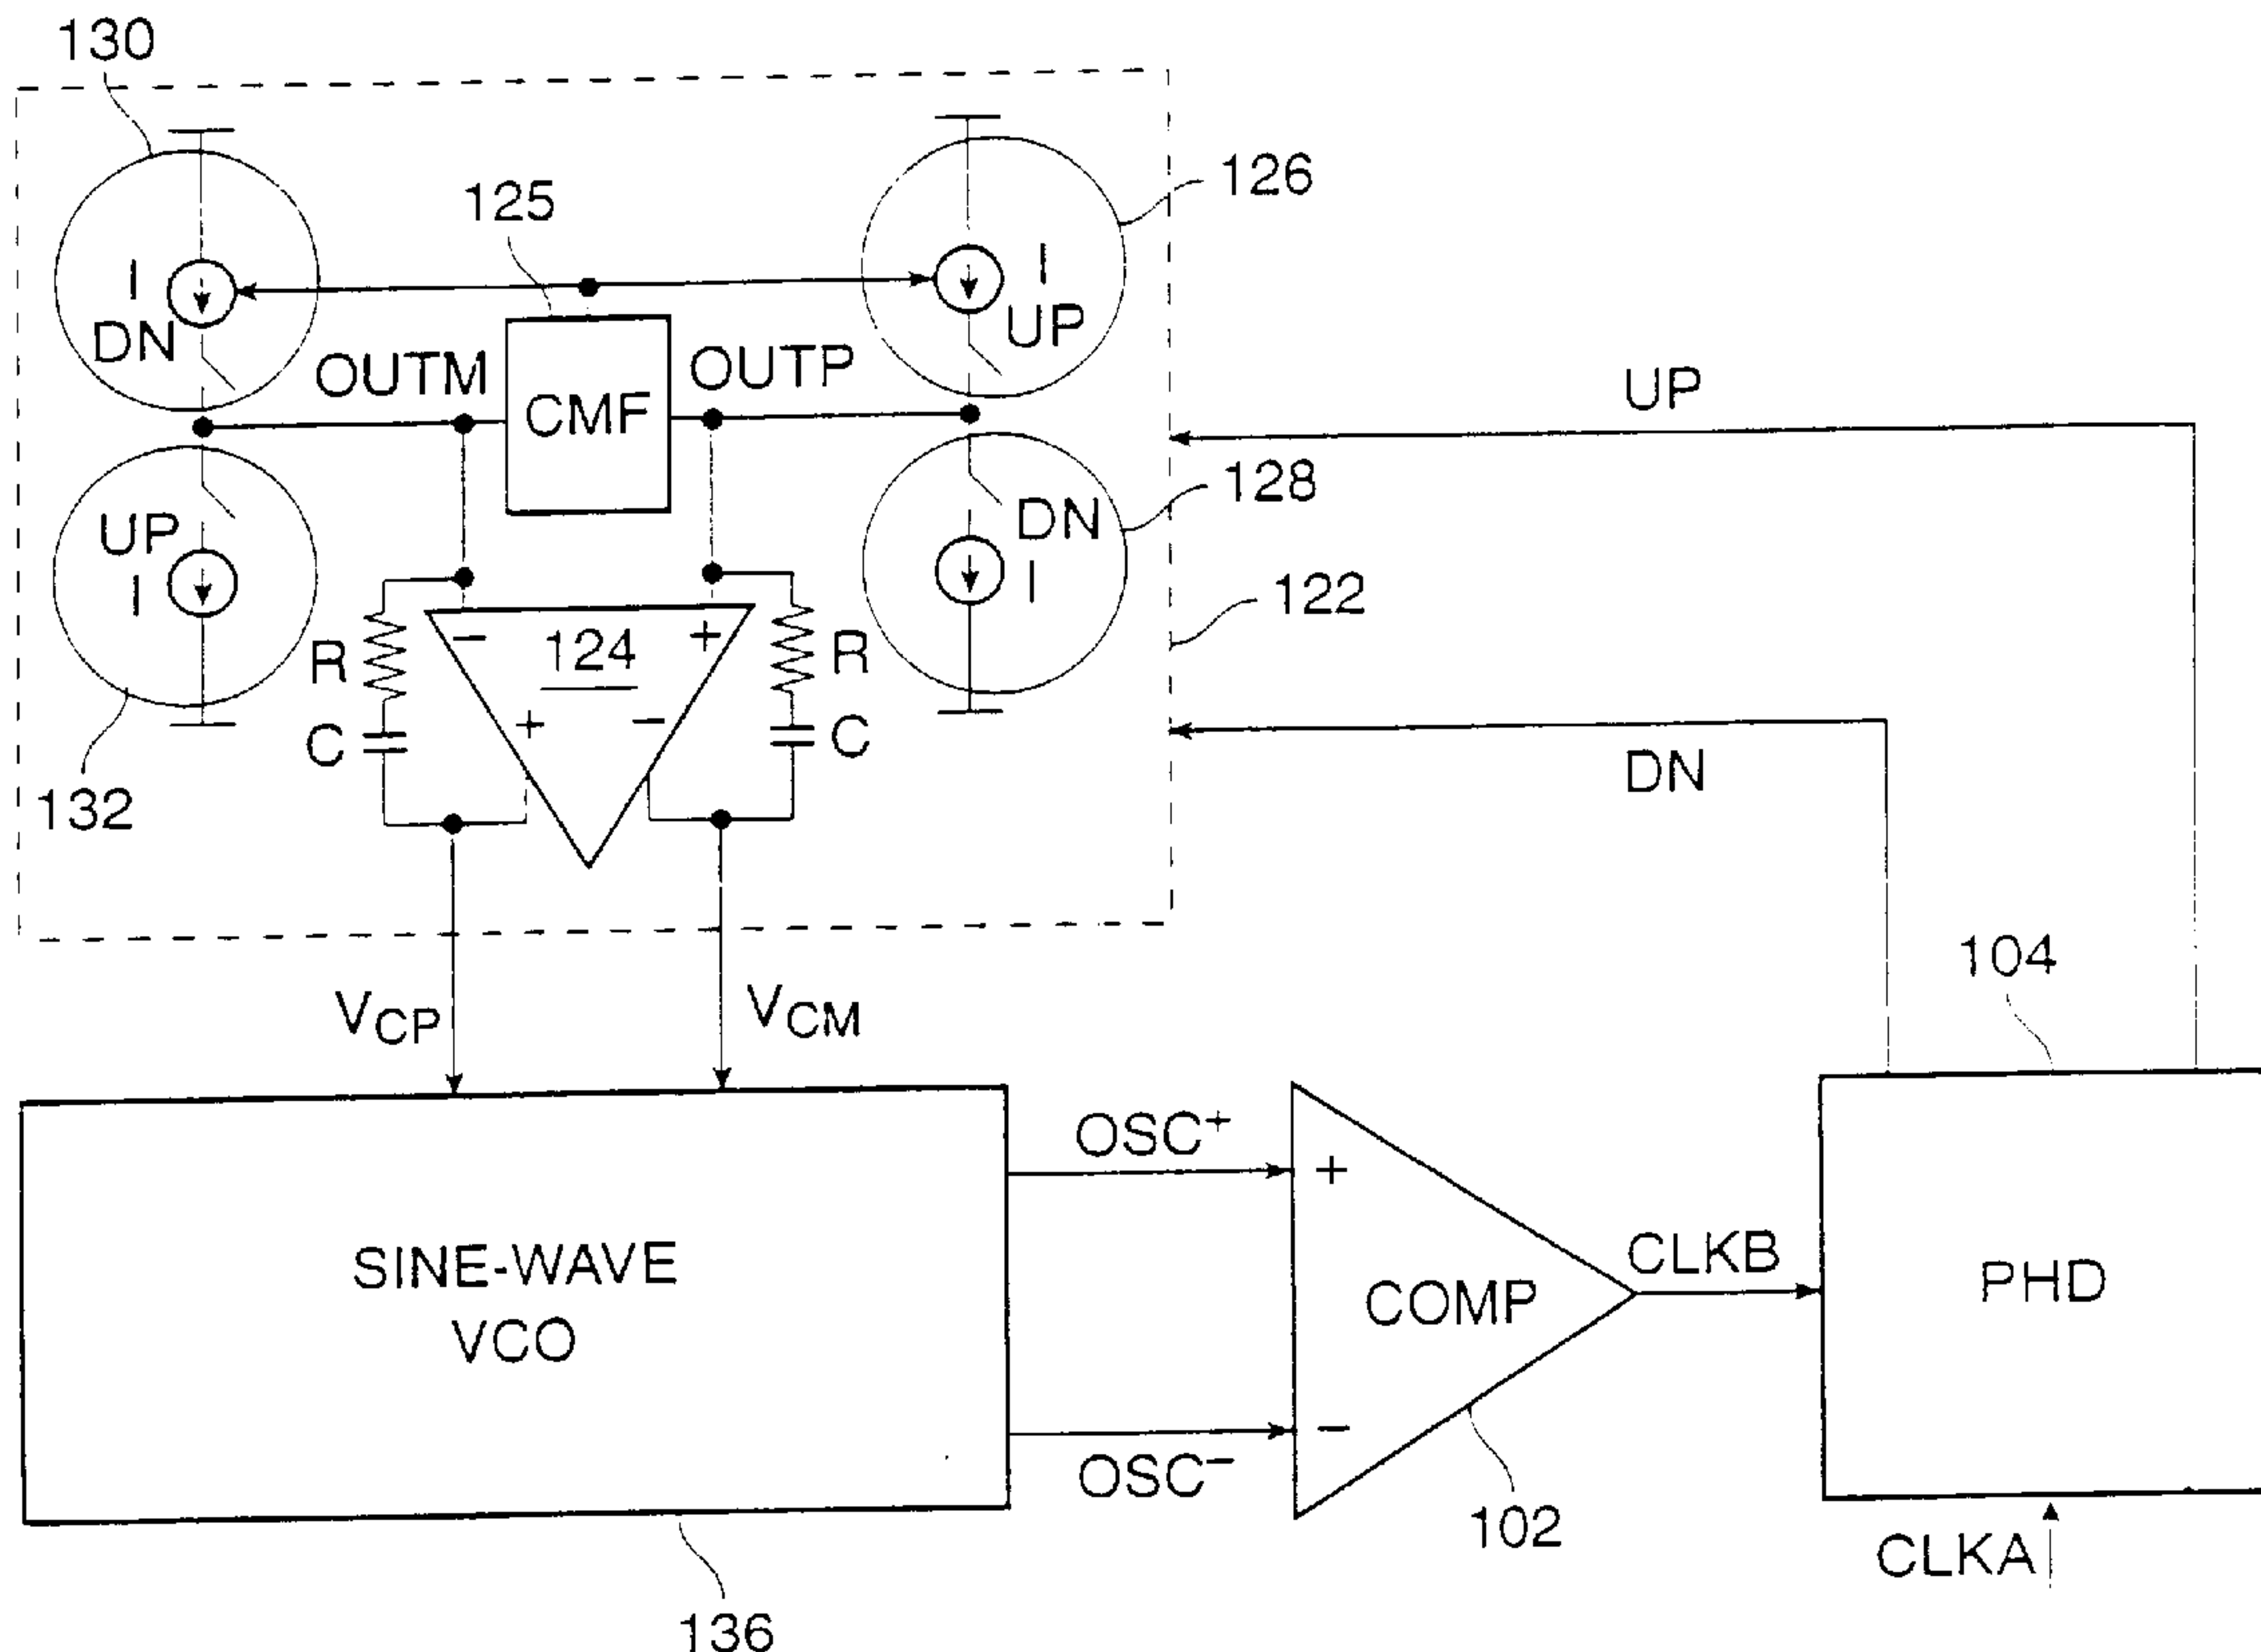 130
126
125
I
DN
I
UP
OUTM
OUTP
CMF
UP
128
UP
I
DN
I
122
R
C
−
124
+
+
−
R
C
132
DN
104
VCP
VCM
OSC+
+
SINE-WAVE
VCO
COMP
CLKB
PHD
−
OSC−
102
CLKA
136